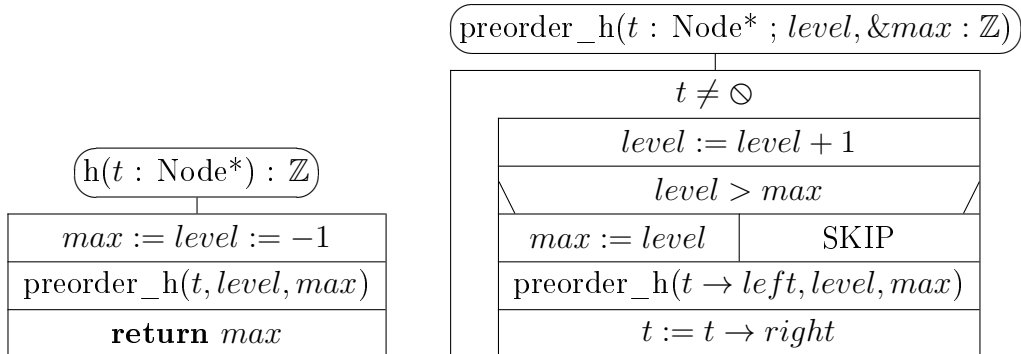 h(t : Node*) : ℤ
max := level := −1
preorder_h(t, level, max)
return max
preorder_h(t : Node* ; level, &max : ℤ)
t ≠ ⦸
level := level + 1
level > max
max := level
SKIP
preorder_h(t → left, level, max)
t := t → right